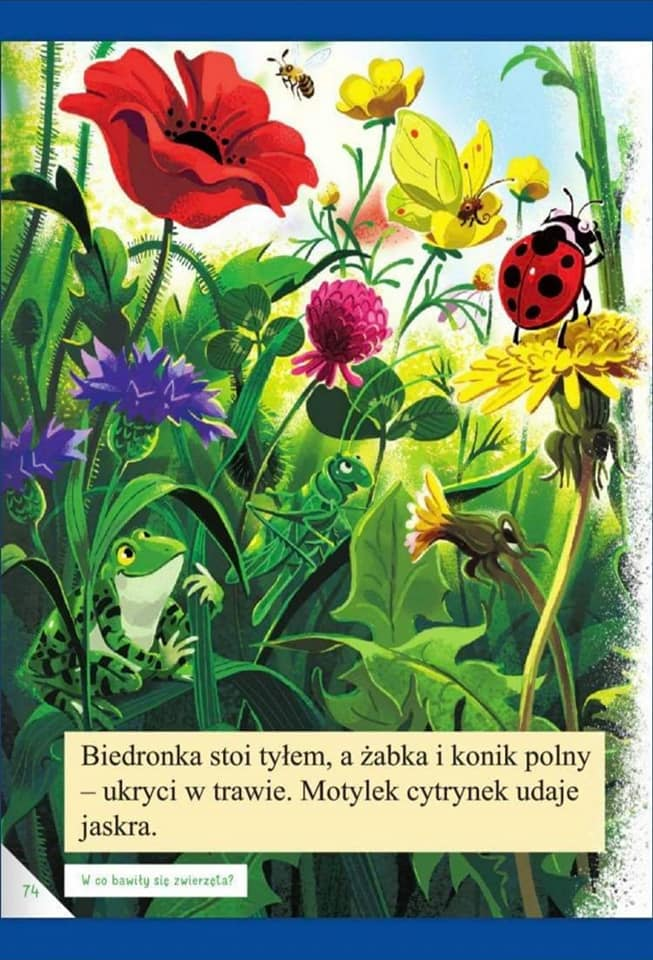 Biedronka stoi tyłem, a żabka i konik polny
– ukryci w trawie. Motylek cytrynek udaje
jaskra.
W co bawiły się zwierzęta?
74